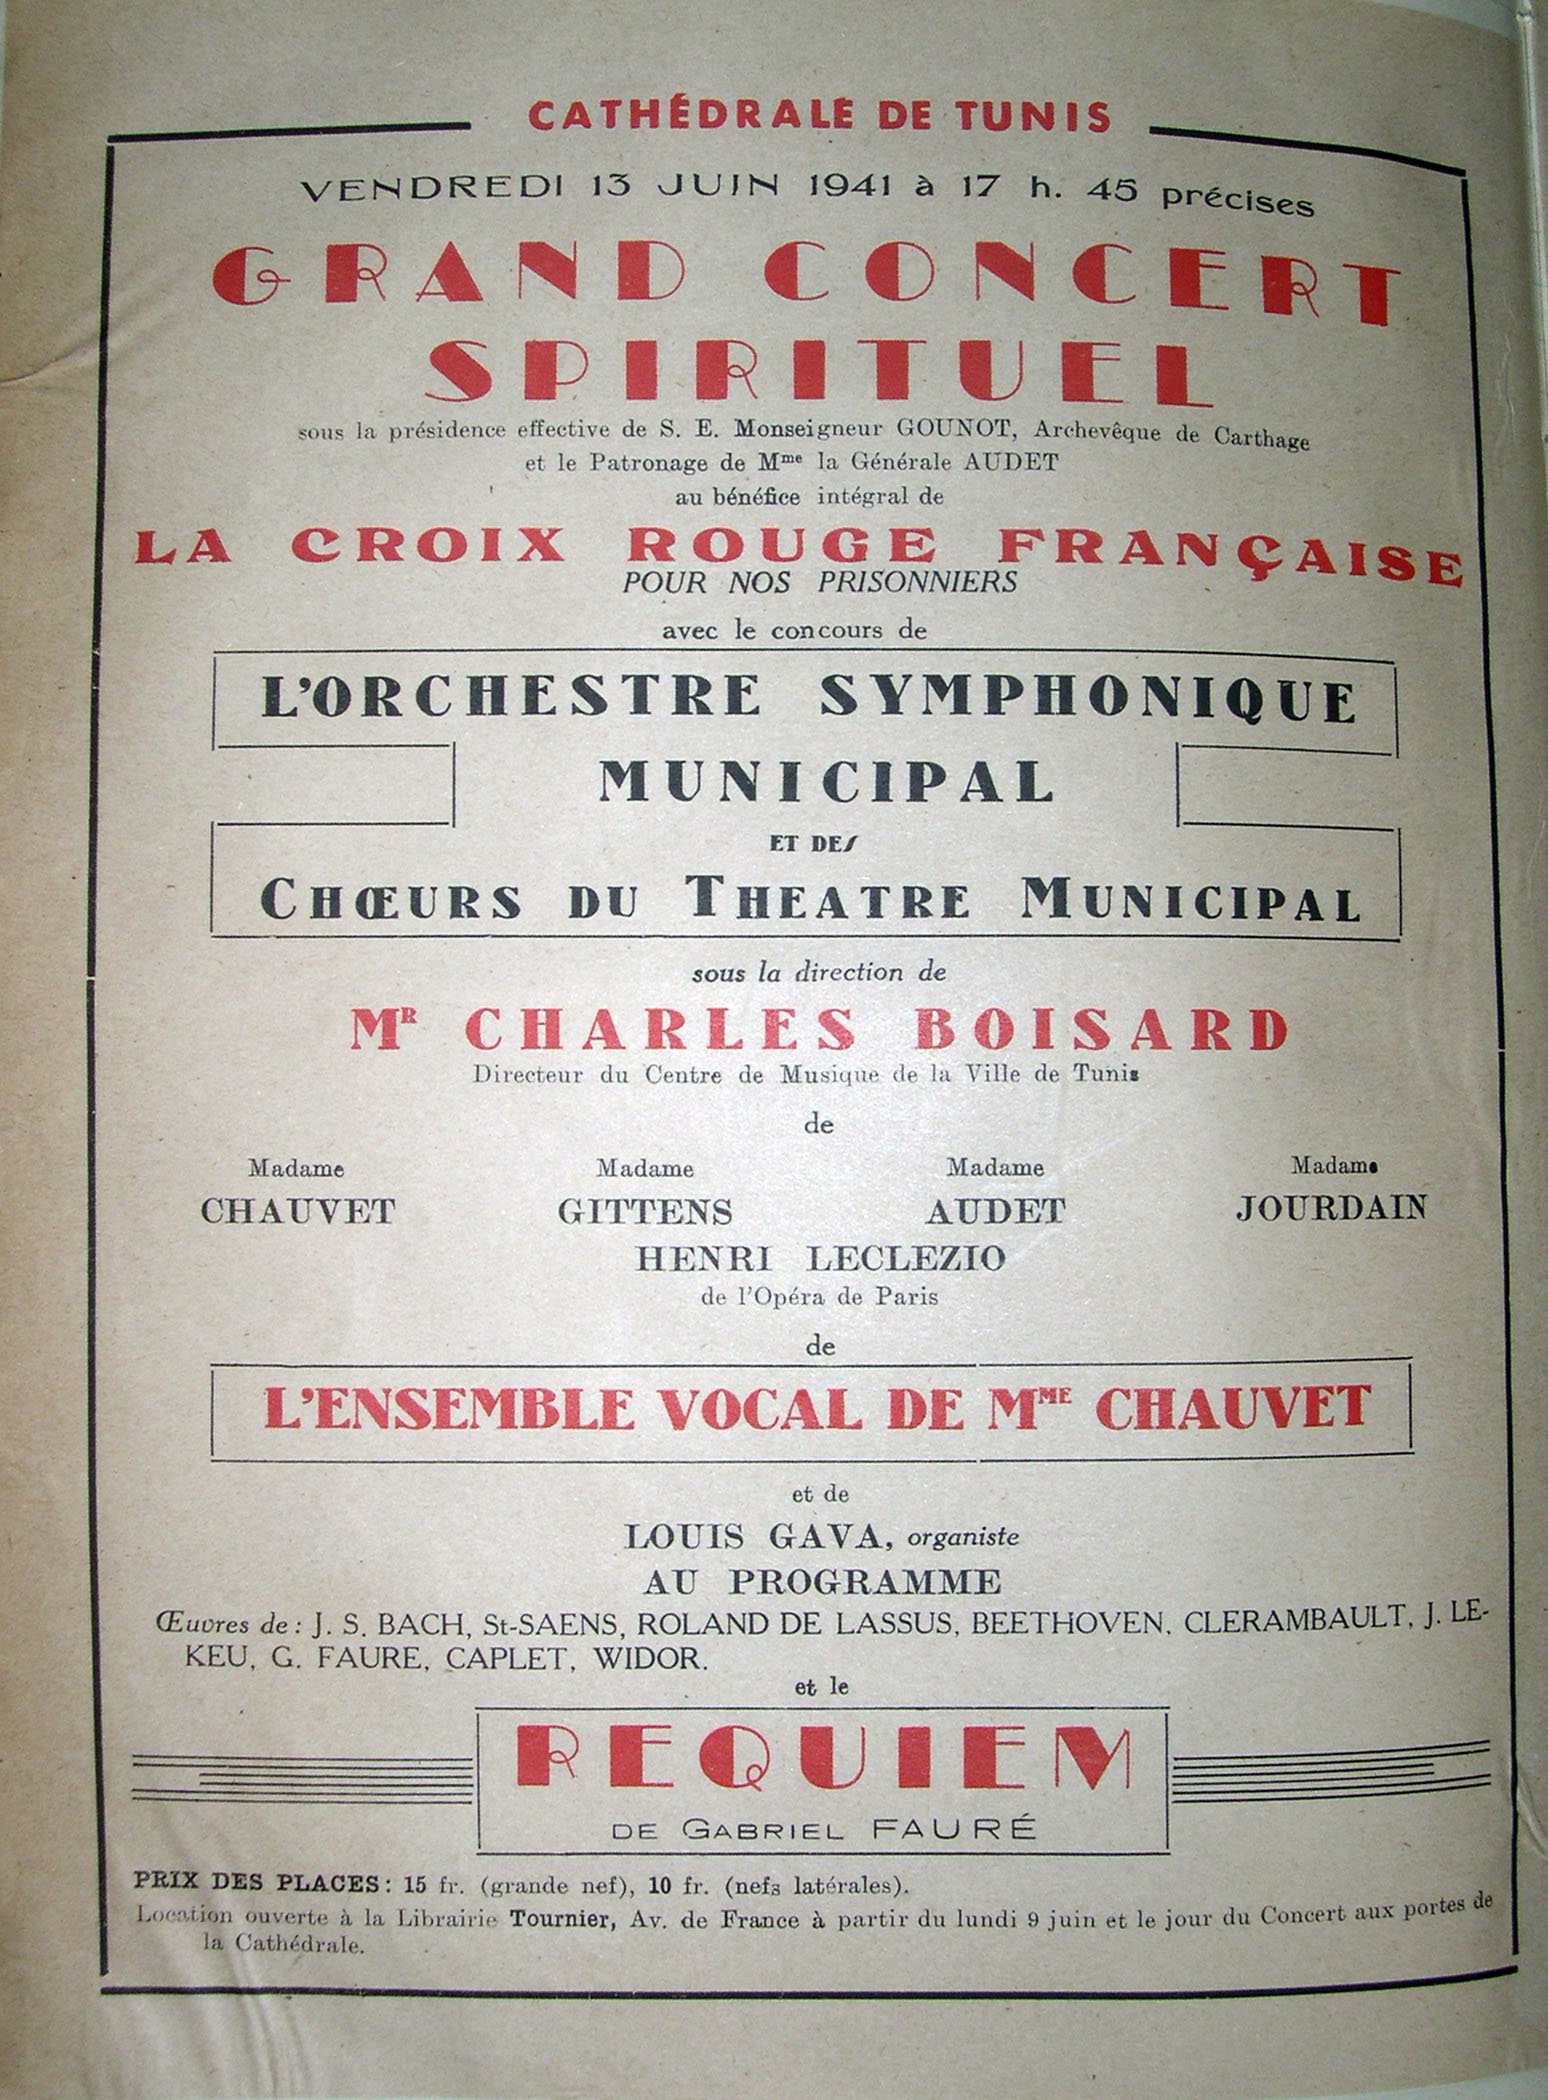 CATHÉDRALE DE TUNIS
VENDREDI 13 JUIN 1941 à 17 h. 45 précises
GRAND CONCERT
SPIRITUEL
sous la présidence effective de S. E. Monseigneur GOUNOT, Archevêque de Carthage
et le Patronage de Mme la Générale AUDET
au bénéfice intégral de
LA CROIX ROUGE FRANÇAISE
POUR NOS PRISONNIERS
avec le concours de
L'ORCHESTRE SYMPHONIQUE
MUNICIPAL
ET DES
CHŒURS DU THEATRE MUNICIPAL
sous la direction de
MR CHARLES BOISARD
Directeur du Centre de Musique de la Ville de Tunis
de
Madame Madame Madame Madame
CHAUVET GITTENS AUDET JOURDAIN
HENRI LECLEZIO
de l'Opéra de Paris
de
L'ENSEMBLE VOCAL DE MME CHAUVET
et de
LOUIS GAVA, organiste
AU PROGRAMME
Œuvres de : J. S. BACH, St-SAENS, ROLAND DE LASSUS, BEETHOVEN. CLERAMBAULT, J. LE-
KEU, G. FAURE, CAPLET, WIDOR.
et le
REQUIEM
DE GABRIEL FAURÉ
PRIX DES PLACES : 15 fr. (grande nef), 10 fr. (nefs latérales).
Location ouverte à la Librairie Tournier, Av. de France à partir du lundi 9 juin et le jour du Concert aux portes de
la Cathédrale.